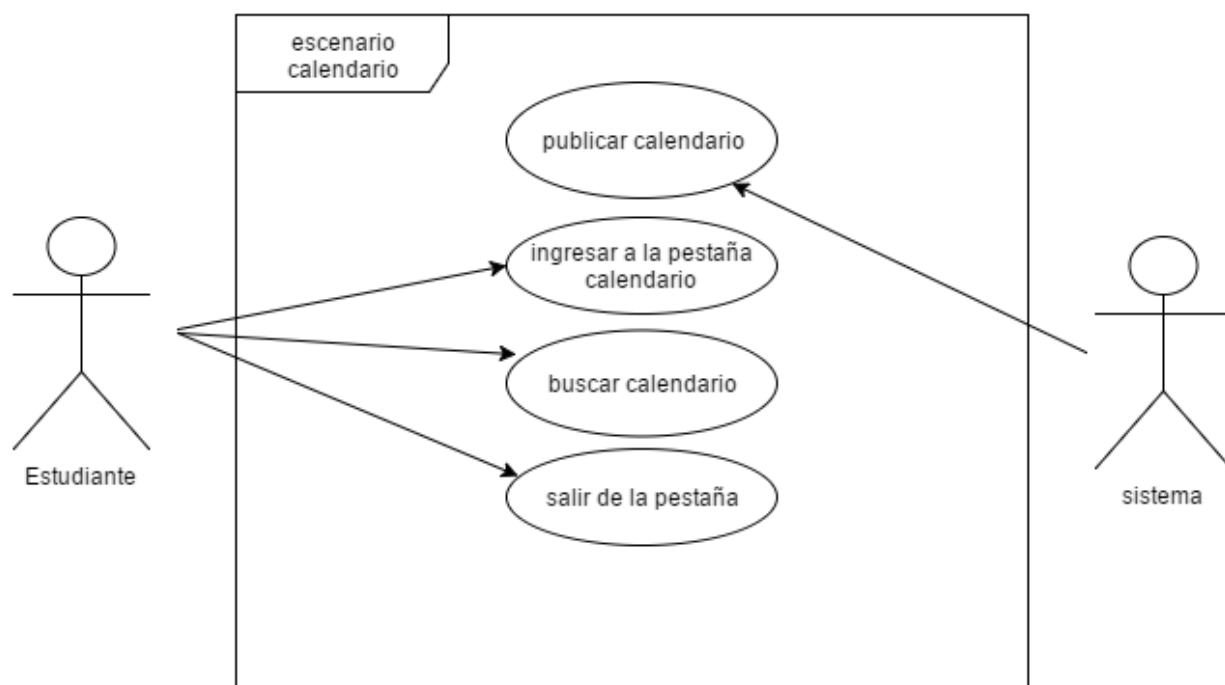 escenario
calendario
publicar calendario
ingresar a la pestaña
calendario
buscar calendario
salir de la pestaña
Estudiante
sistema